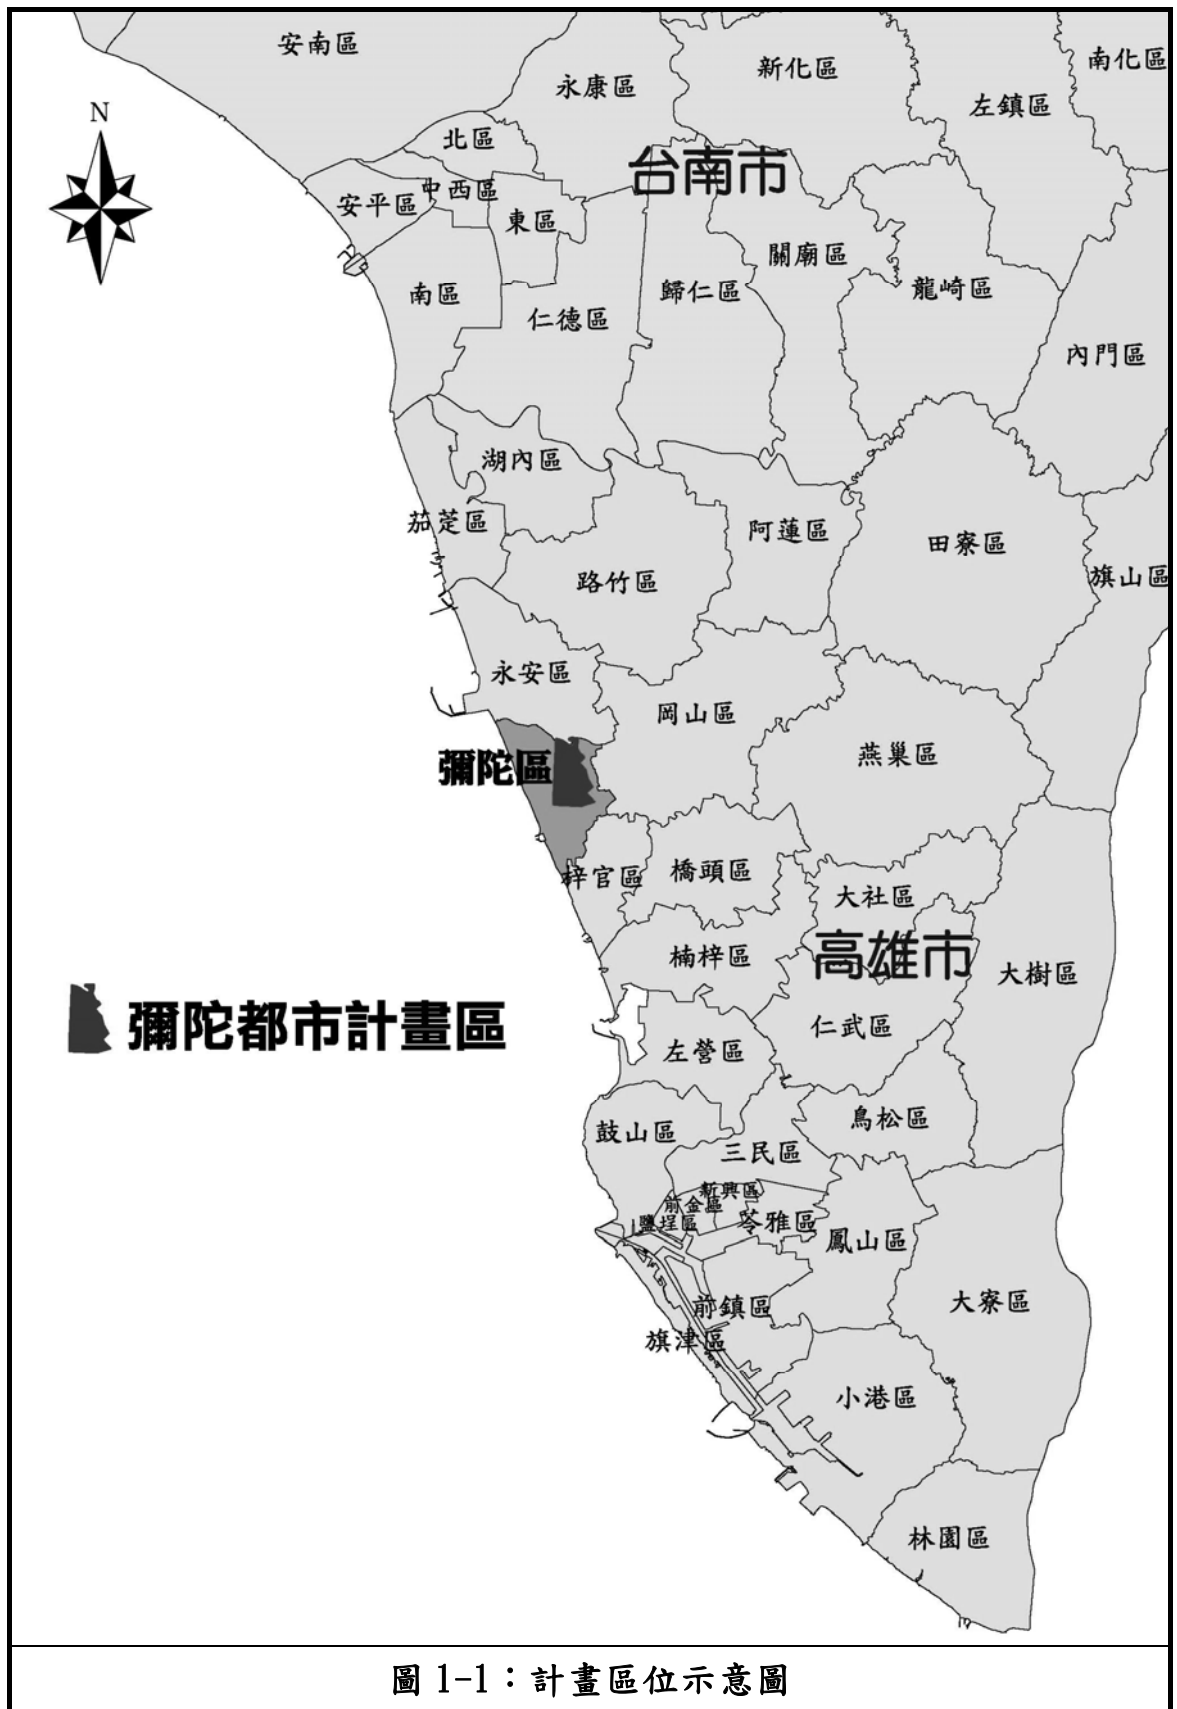 安南區
新化區
南化區
永康區
左鎮區
N
北區
台南市
中西區
安平區
東區
關廟區
南區
歸仁區
龍崎區
仁德區
內門區
湖內區
茄萣區
阿蓮區
田寮區
路竹區
旗山區
永安區
岡山區
燕巢區
彌陀區
梓官區
橋頭區
大社區
楠梓區
高雄市
大樹區
彌陀都市計畫區
仁武區
左營區
鳥松區
鼓山區
三民區
新興區
前金區
鹽埕區
苓雅區
鳳山區
前鎮區
大寮區
旗津區
小港區
林園區
圖 1-1：計畫區位示意圖